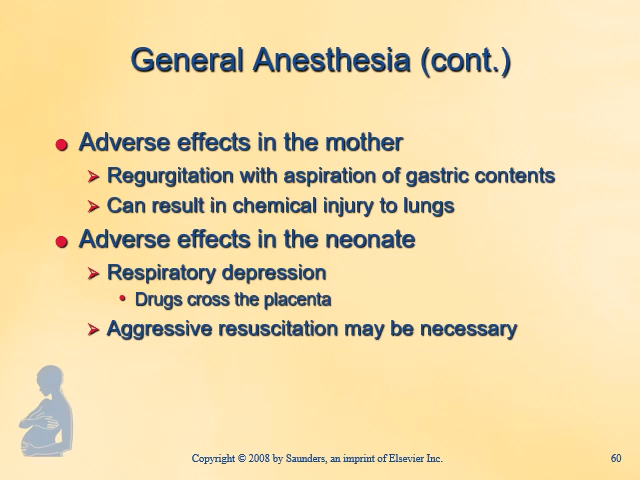 General Anesthesia (cont.)
Adverse effects in the mother
Regurgitation with aspiration of gastric contents
Can result in chemical injury to lungs
Adverse effects in the neonate
Respiratory depression
Drugs cross the placenta
Aggressive resuscitation may be necessary
Copyright © 2008 by Saunders, an imprint of Elsevier Inc.
60